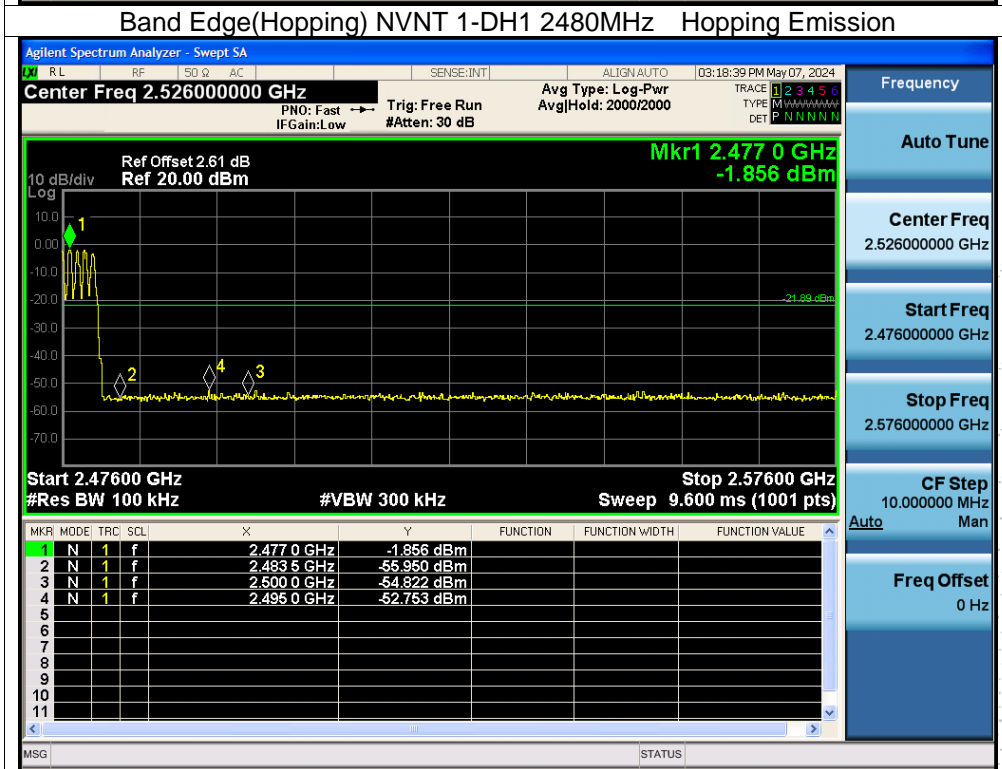 Band Edge(Hopping) NVNT 1-DH1 2480MHz Hopping Emission
Agilent Spectrum Analyzer - Swept SA
LXI RL RF 50 Ω AC SENSE:INT ALIGN AUTO 03:18:39 PM May 07, 2024
Center Freq 2.526000000 GHz
PNO: Fast
IFGain:Low
Trig: Free Run
#Atten: 30 dB
Avg Type: Log-Pwr
Avg|Hold: 2000/2000
TRACE 1 2 3 4 5 6
TYPE MWWWWW
DET P N N N N N
Mkr1 2.477 0 GHz
-1.856 dBm
Ref Offset 2.61 dB
10 dB/div Ref 20.00 dBm
Log
10.0
0.00
-10.0
-20.0
-30.0
-40.0
-50.0
-60.0
-70.0
1
2
4
3
-21.89 dBm
Start 2.47600 GHz Stop 2.57600 GHz
#Res BW 100 kHz #VBW 300 kHz Sweep 9.600 ms (1001 pts)
MKR MODE TRC SCL X Y FUNCTION FUNCTION WIDTH FUNCTION VALUE
1 N 1 f 2.477 0 GHz -1.856 dBm
2 N 1 f 2.483 5 GHz -55.950 dBm
3 N 1 f 2.500 0 GHz -54.822 dBm
4 N 1 f 2.495 0 GHz -52.753 dBm
5
6
7
8
9
10
11
MSG STATUS
Frequency
Auto Tune
Center Freq
2.526000000 GHz
Start Freq
2.476000000 GHz
Stop Freq
2.576000000 GHz
CF Step
10.000000 MHz
Auto Man
Freq Offset
0 Hz